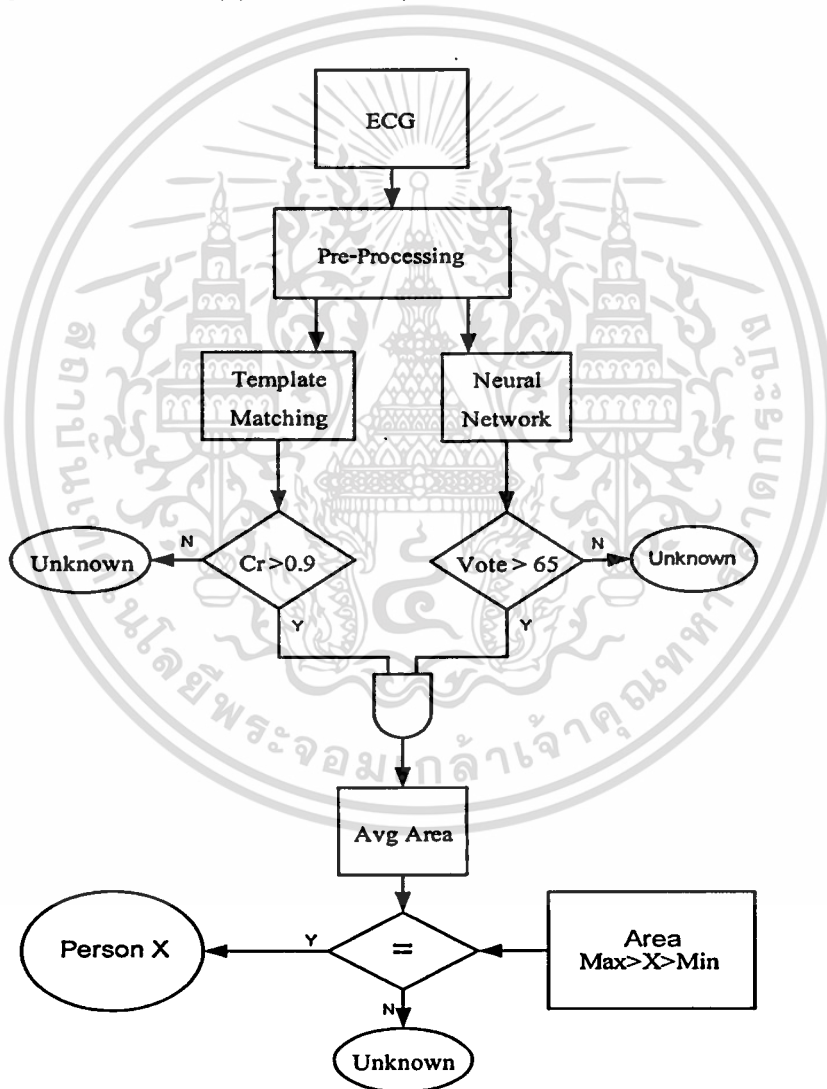 ECG
Pre-Processing
Template
Matching
Neural
Network
Unknown
N
Cr>0.9
Vote > 65
N
Unknown
Y
Y
Avg Area
Person X
Y
=
Area
Max>X>Min
N
Unknown